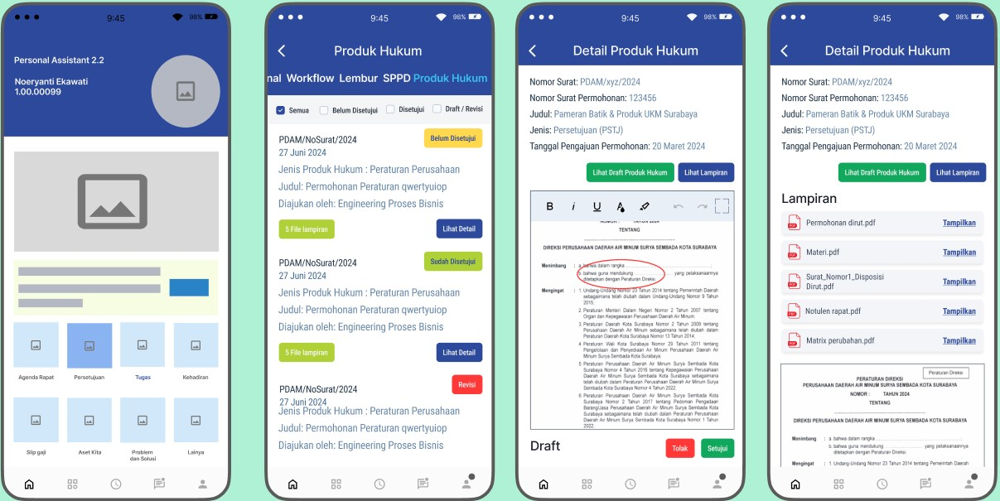 9:45
98%
Personal Assistant 2.2
Noeryanti Ekawati
1.00.00099
Agenda Rapat
Persetujuan
Tugas
Kehadiran
Slip gaji
Aset Kita
Problem
dan Solusi
Lainya
9:45
98%
Produk Hukum
nal Workflow Lembur SPPD Produk Hukum
Semua
Belum Disetujui
Disetujui
Draft / Revisi
PDAM/NoSurat/2024
Belum Disetujui
27 Juni 2024
Jenis Produk Hukum : Peraturan Perusahaan
Judul: Permohonan Peraturan qwertyuiop
Diajukan oleh: Engineering Proses Bisnis
5 File lampiran
Lihat Detail
PDAM/NoSurat/2024
Sudah Disetujui
27 Juni 2024
Jenis Produk Hukum : Peraturan Perusahaan
Judul: Permohonan Peraturan qwertyuiop
Diajukan oleh: Engineering Proses Bisnis
5 File lampiran
Lihat Detail
PDAM/NoSurat/2024
Revisi
27 Juni 2024
Jenis Produk Hukum : Peraturan Perusahaan
Judul: Permohonan Peraturan qwertyuiop
Diajukan oleh: Engineering Proses Bisnis
9:45
98%
Detail Produk Hukum
Nomor Surat: PDAM/xyz/2024
Nomor Surat Permohonan: 123456
Judul: Pameran Batik & Produk UKM Surabaya
Jenis: Persetujuan (PSTJ)
Tanggal Pengajuan Permohonan: 20 Maret 2024
Lihat Draft Produk Hukum
Lihat Lampiran
B i U A
NOMOR : TAHUN 2024
TENTANG
DIREKSI PERUSAHAAN DAERAH AIR MINUM SURYA SEMBADA KOTA SURABAYA
Menimbang : a. bahwa dalam rangka ;
b. bahwa guna mendukung yang pelaksanaannya
ditetapkan dengan Peraturan Direksi.
Mengingat : 1. Undang-Undang Nomor 23 Tahun 2014 tentang Pemerintah Daerah
sebagaimana telah diubah dalam Undang-Undang Nomor 9 Tahun
2015.
2. Peraturan Menteri Dalam Negeri Nomor 2 Tahun 2007 tentang
Organ dan Kepegawaian Perusahaan Daerah Air Minum.
3. Peraturan Daerah Kota Surabaya Nomor 2 Tahun 2009 tentang
Perusahaan Daerah Air Minum sebagaimana telah diubah dalam
Peraturan Daerah Kota Surabaya Nomor 13 Tahun 2014;
4. Peraturan Wali Kota Surabaya Nomor 29 Tahun 2011 tentang
Pengelolaan dan Penyediaan Air Minum Perusahaan Daerah Air
Minum Surya Sembada Kota Surabaya;
5. Peraturan Perusahaan Daerah Air Minum Surya Sembada Kota
Surabaya Nomor 4 Tahun 2016 tentang Kepegawaian Perusahaan
Daerah Air Minum Surya Sembada Kota Surabaya sebagaimana
telah diubah dalam Peraturan Perusahaan Daerah Air Minum Surya
Sembada Kota Surabaya Nomor 4 Tahun 2022.
6. Peraturan Perusahaan Daerah Air Minum Surya Sembada Kota
Surabaya Nomor 2 Tahun 2017 tentang Pedoman Pengadaan
Barang/Jasa Perusahaan Daerah Air Minum Surya Sembada Kota
Surabaya sebagaimana telah diubah dalam Peraturan Perusahaan
Daerah Air Minum Surya Sembada Kota Surabaya Nomor 1 Tahun
2022.
Draft
Tolak
Setujui
9:45
98%
Detail Produk Hukum
Nomor Surat: PDAM/xyz/2024
Nomor Surat Permohonan: 123456
Judul: Pameran Batik & Produk UKM Surabaya
Jenis: Persetujuan (PSTJ)
Tanggal Pengajuan Permohonan: 20 Maret 2024
Lihat Draft Produk Hukum
Lihat Lampiran
Lampiran
PDF Permohonan dirut.pdf Tampilkan
PDF Materi.pdf Tampilkan
PDF Surat_Nomor1_Disposisi Tampilkan
Dirut.pdf
PDF Notulen rapat.pdf Tampilkan
PDF Matrix perubahan.pdf Tampilkan
Peraturan Direksi
PERATURAN DIREKSI
PERUSAHAAN DAERAH AIR MINUM SURYA SEMBADA KOTA SURABAYA
NOMOR : TAHUN 2024
TENTANG
DIREKSI PERUSAHAAN DAERAH AIR MINUM SURYA SEMBADA KOTA SURABAYA
Menimbang : a. bahwa dalam rangka ;
b. bahwa guna mendukung yang pelaksanaannya
ditetapkan dengan Peraturan Direksi.
Mengingat : 1. Undang-Undang Nomor 23 Tahun 2014 tentang Pemerintah Daerah